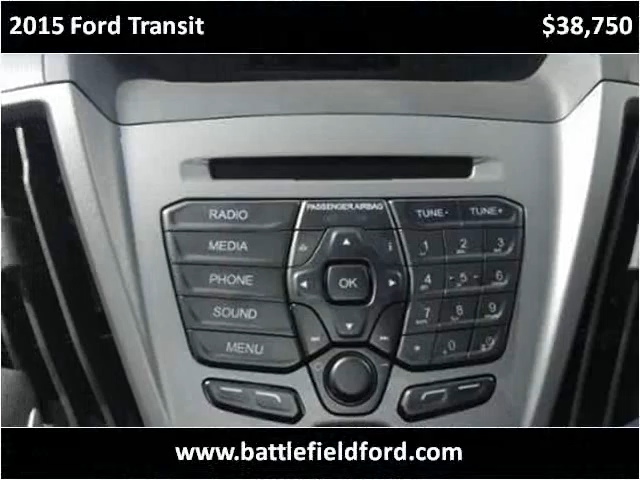 2015 Ford Transit $38,750
PASSENGER AIRBAG
RADIO TUNE- TUNE+
MEDIA 1 2 3
PHONE OK 4 5 6
SOUND 7 8 9
MENU * 0 #
www.battlefieldford.com